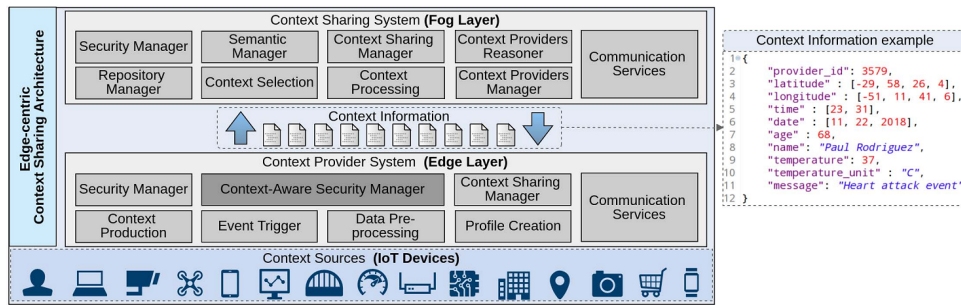 Edge-centric
Context Sharing Architecture
Context Sharing System (Fog Layer)
Security Manager
Semantic
Manager
Context Sharing
Manager
Context Providers
Reasoner
Communication
Services
Repository
Manager
Context Selection
Context
Processing
Context Providers
Manager
Context Information
Context Provider System (Edge Layer)
Security Manager
Context-Aware Security Manager
Context Sharing
Manager
Communication
Services
Context
Production
Event Trigger
Data Pre-
processing
Profile Creation
Context Sources (IoT Devices)
Context Information example
1 {
2 "provider_id": 3579,
3 "latitude" : [-29, 58, 26, 4],
4 "longitude" : [-51, 11, 41, 6],
5 "time" : [23, 31],
6 "date" : [11, 22, 2018],
7 "age" : 68,
8 "name": "Paul Rodriguez",
9 "temperature": 37,
10 "temperature_unit" : "C",
11 "message": "Heart attack event"
12 }